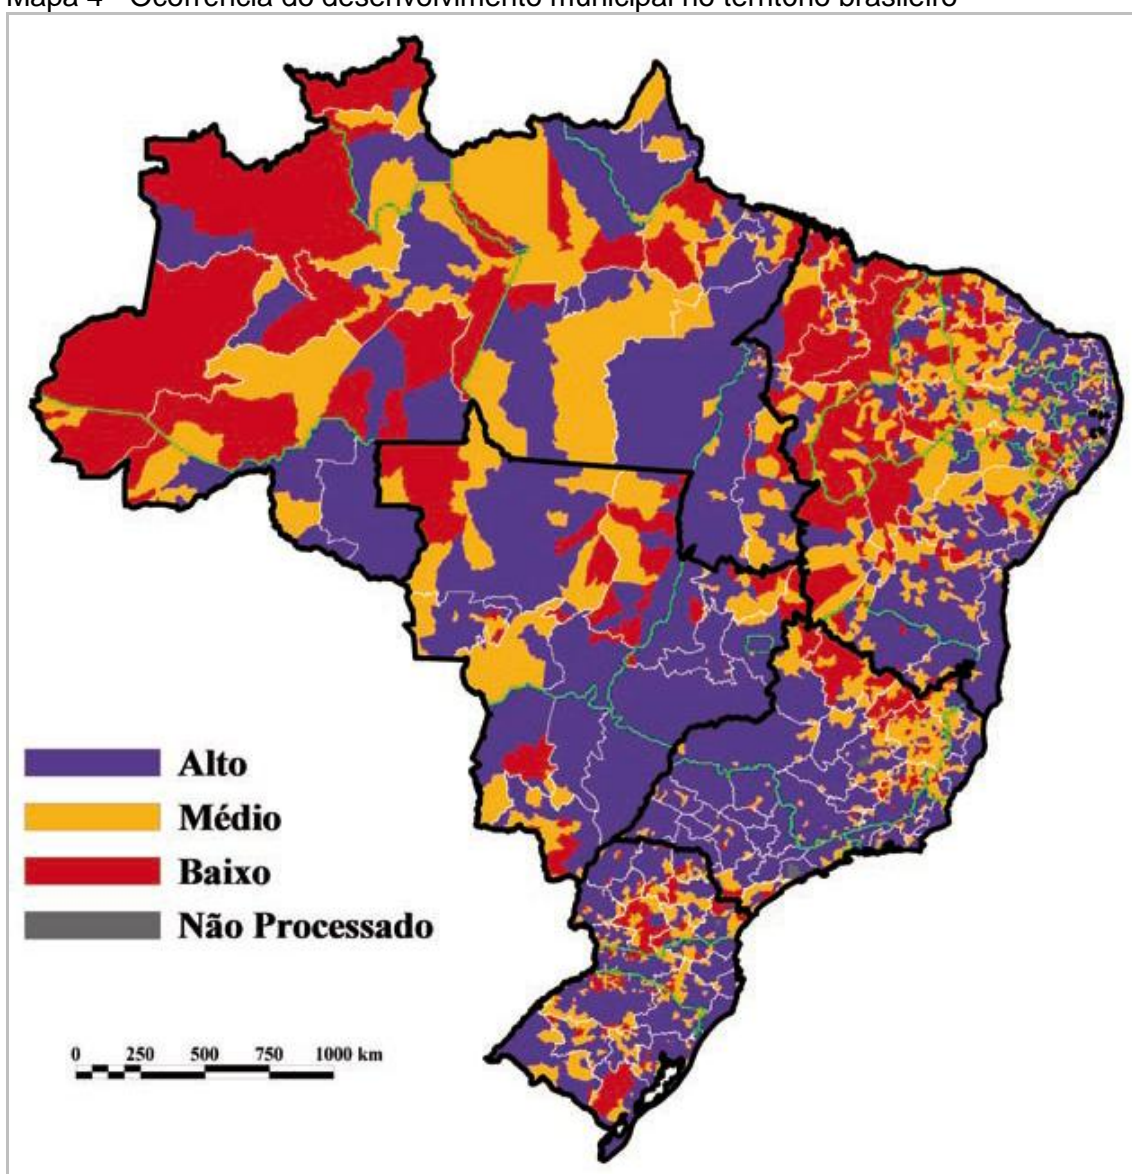 Mapa 4 - Ocorrência do desenvolvimento municipal no território brasileiro
Alto
Médio
Baixo
Não Processado
0 250 500 750 1000 km